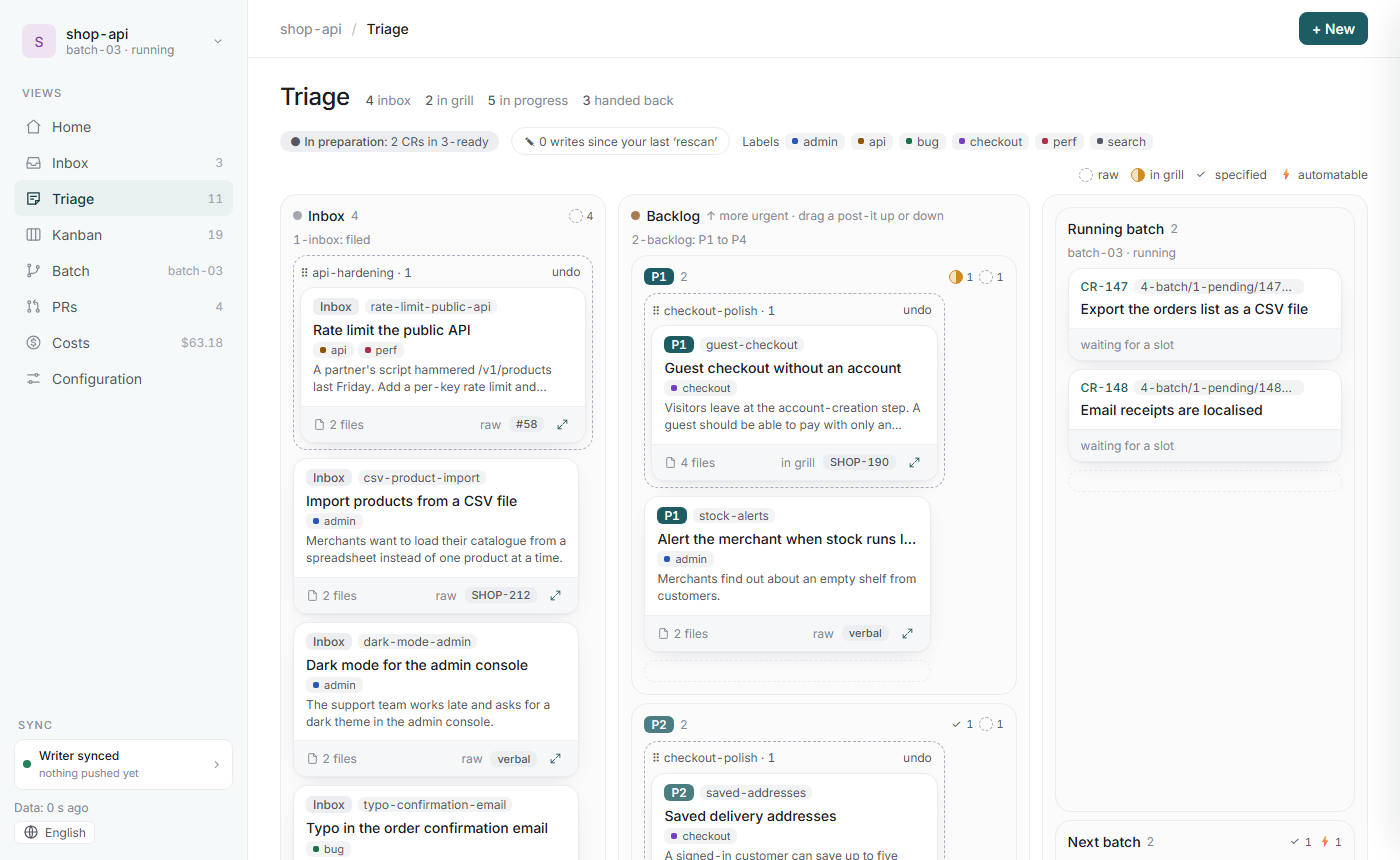 S
shop-api
batch-03 · running
VIEWS
Home
Inbox 3
Triage 11
Kanban 19
Batch batch-03
PRs 4
Costs $63.18
Configuration
SYNC
Writer synced
nothing pushed yet
Data: 0 s ago
English
shop-api / Triage
+ New
Triage 4 inbox 2 in grill 5 in progress 3 handed back
In preparation: 2 CRs in 3-ready 0 writes since your last ‘rescan’ Labels admin api bug checkout perf search
raw in grill specified automatable
Inbox 4 4
1-inbox: filed
api-hardening · 1 undo
Inbox rate-limit-public-api
Rate limit the public API
api perf
A partner's script hammered /v1/products
last Friday. Add a per-key rate limit and...
2 files raw #58
Inbox csv-product-import
Import products from a CSV file
admin
Merchants want to load their catalogue from a
spreadsheet instead of one product at a time.
2 files raw SHOP-212
Inbox dark-mode-admin
Dark mode for the admin console
admin
The support team works late and asks for a
dark theme in the admin console.
2 files raw verbal
Inbox typo-confirmation-email
Typo in the order confirmation email
bug
Backlog ↑ more urgent · drag a post-it up or down
2-backlog: P1 to P4
P1 2 1 1
checkout-polish · 1 undo
P1 guest-checkout
Guest checkout without an account
checkout
Visitors leave at the account-creation step. A
guest should be able to pay with only an...
4 files in grill SHOP-190
P1 stock-alerts
Alert the merchant when stock runs l...
admin
Merchants find out about an empty shelf from
customers.
2 files raw verbal
P2 2 1 1
checkout-polish · 1 undo
P2 saved-addresses
Saved delivery addresses
checkout
A signed-in customer can save up to five
Running batch 2
batch-03 · running
CR-147 4-batch/1-pending/147...
Export the orders list as a CSV file
waiting for a slot
CR-148 4-batch/1-pending/148...
Email receipts are localised
waiting for a slot
Next batch 2 1 1